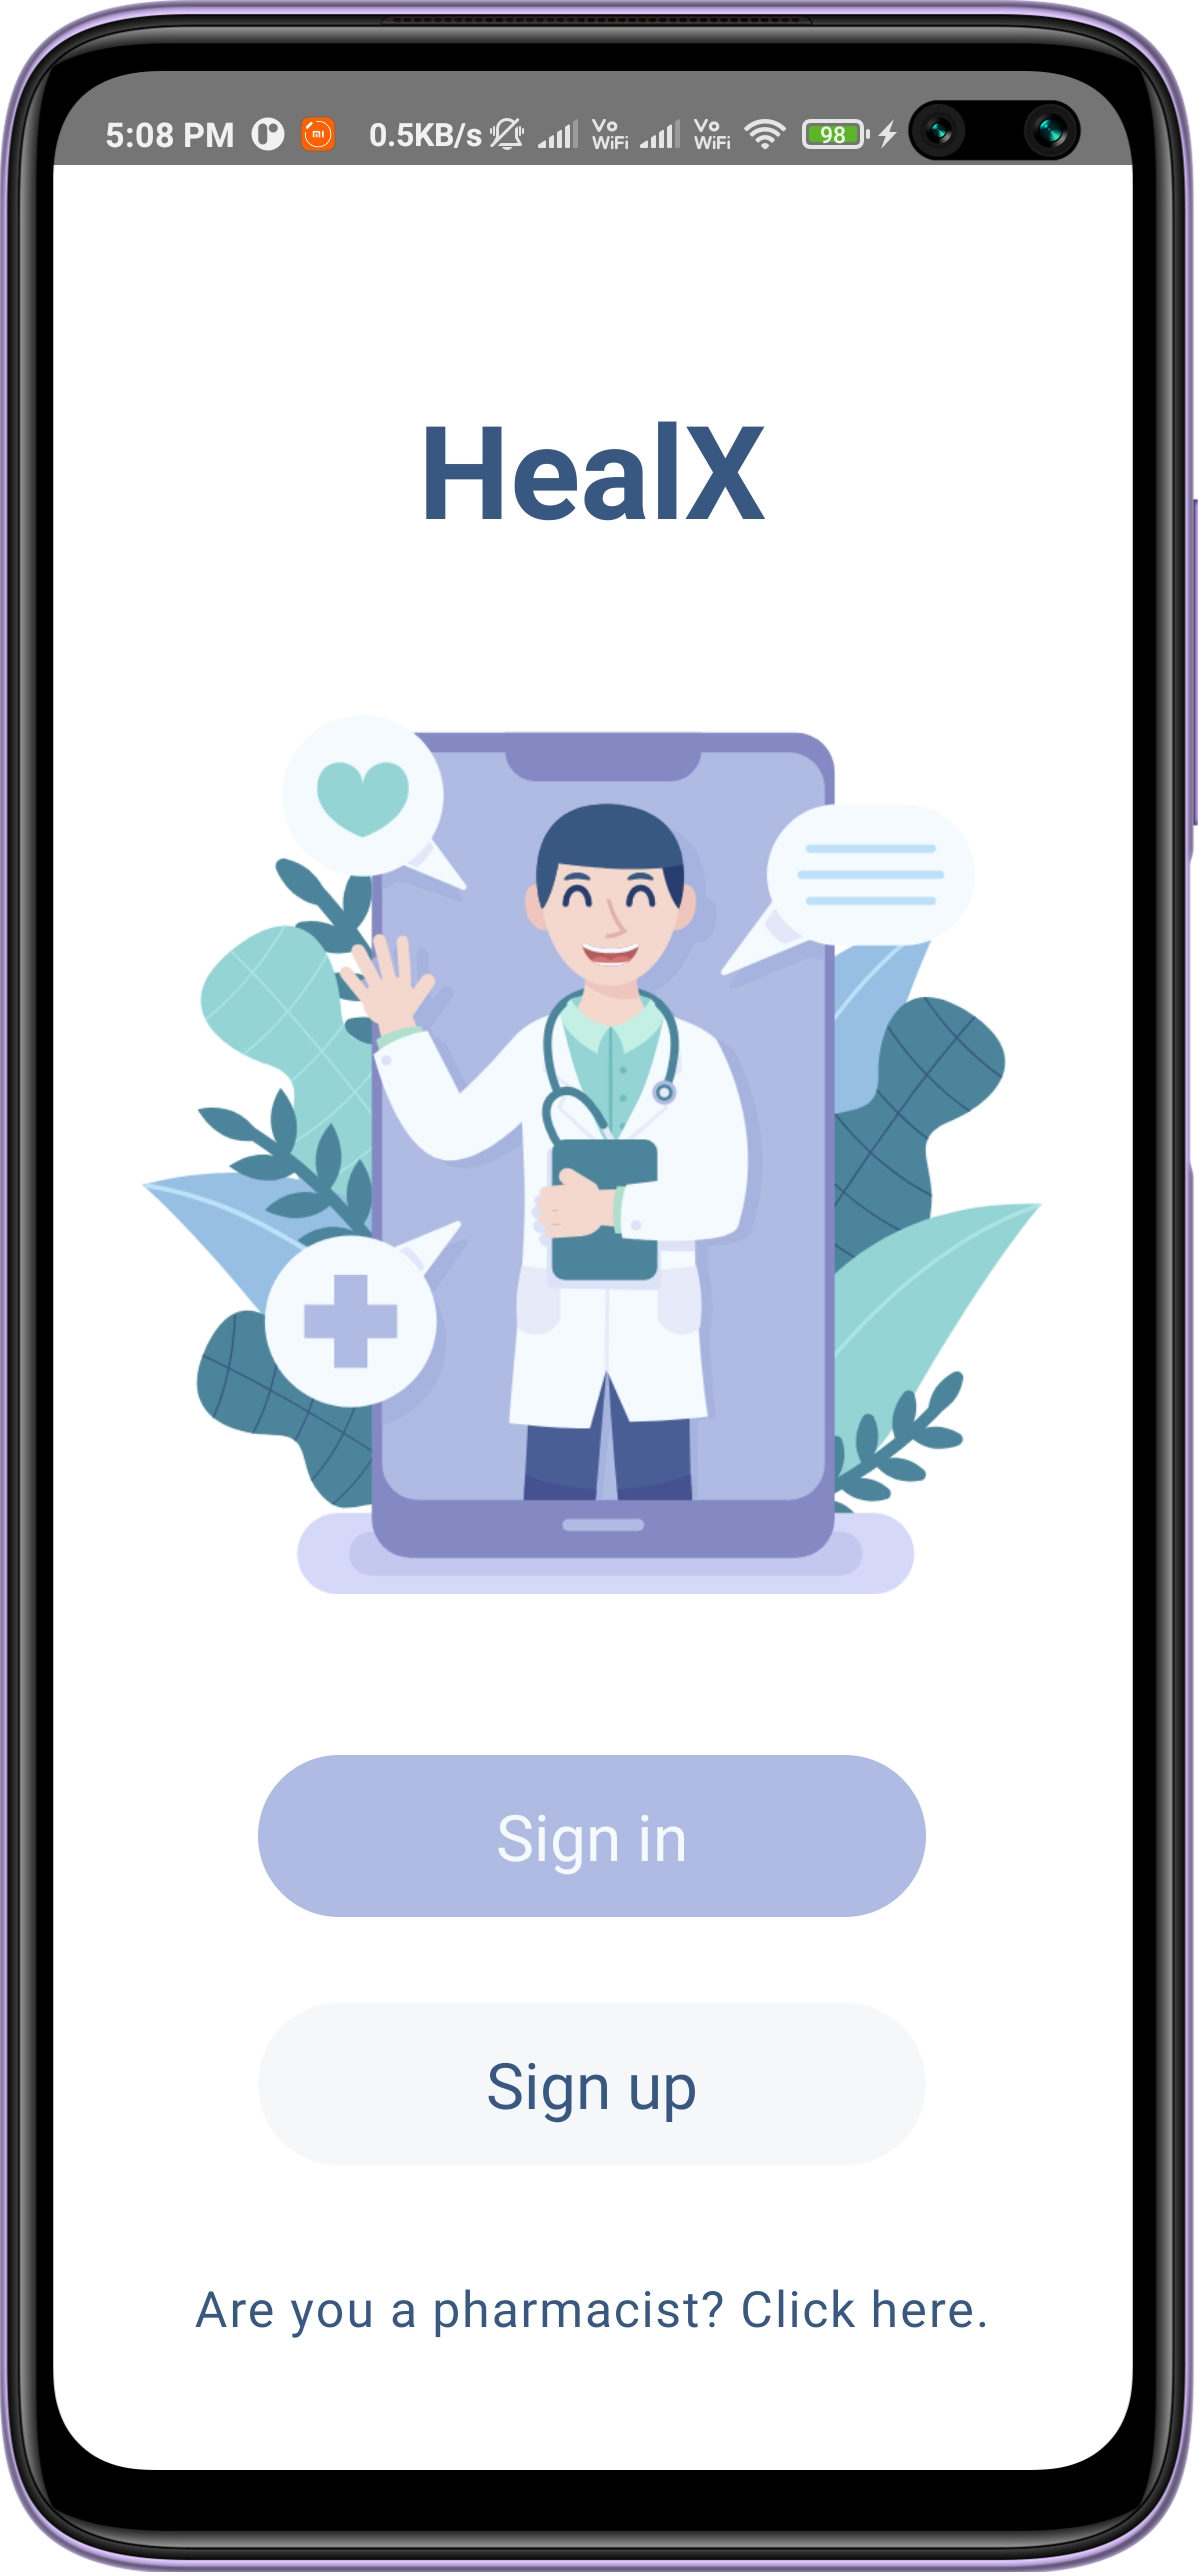 5:08 PM 0.5KB/s Vo WiFi Vo WiFi 98
HealX
Sign in
Sign up
Are you a pharmacist? Click here.